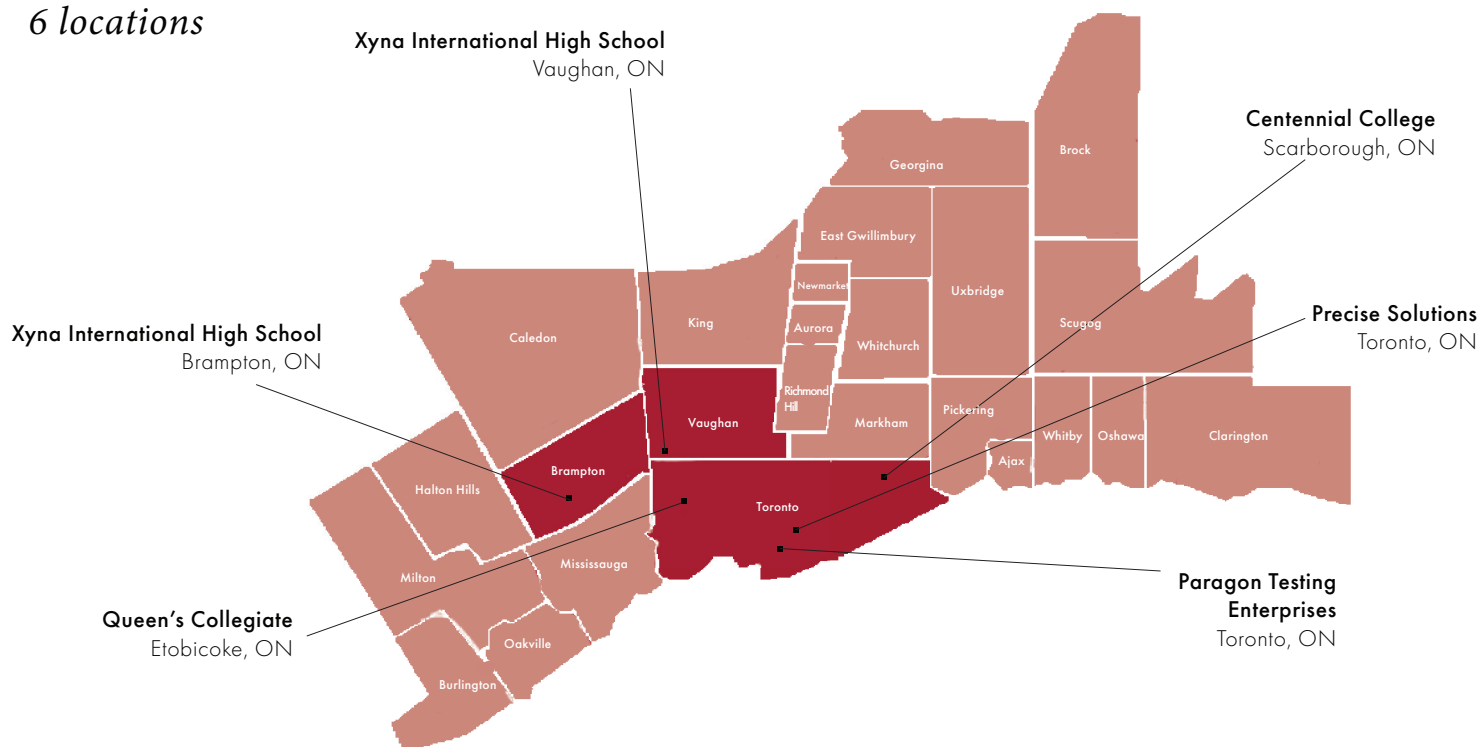 6 locations
Xyna International High School
Vaughan, ON
Centennial College
Scarborough, ON
Xyna International High School
Brampton, ON
Precise Solutions
Toronto, ON
Queen's Collegiate
Etobicoke, ON
Paragon Testing
Enterprises
Toronto, ON
Brock
Georgina
East Gwillimbury
Newmarket
Uxbridge
Scugog
King
Aurora
Caledon
Whitchurch
Richmond
Hill
Pickering
Vaughan
Markham
Whitby
Oshawa
Clarington
Ajax
Brampton
Halton Hills
Toronto
Mississauga
Milton
Oakville
Burlington